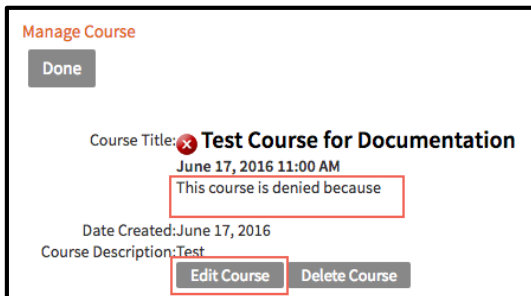 Manage Course
Done
Course Title: Test Course for Documentation
June 17, 2016 11:00 AM
This course is denied because
Date Created:June 17, 2016
Course Description:Test
Edit Course Delete Course